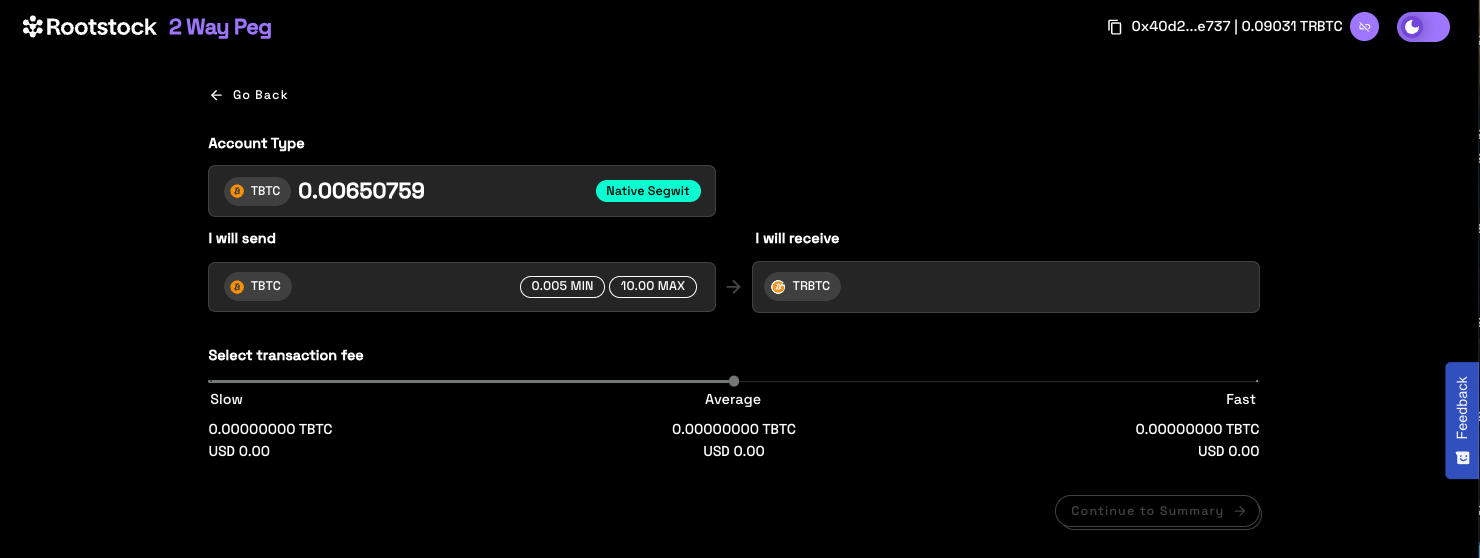 Rootstock 2 Way Peg
0x40d2...e737 | 0.09031 TRBTC
Go Back
Account Type
TBTC 0.00650759 Native Segwit
I will send
I will receive
TBTC 0.005 MIN 10.00 MAX
TRBTC
Select transaction fee
Slow Average Fast
0.00000000 TBTC 0.00000000 TBTC 0.00000000 TBTC
USD 0.00 USD 0.00 USD 0.00
Continue to Summary
Feedback